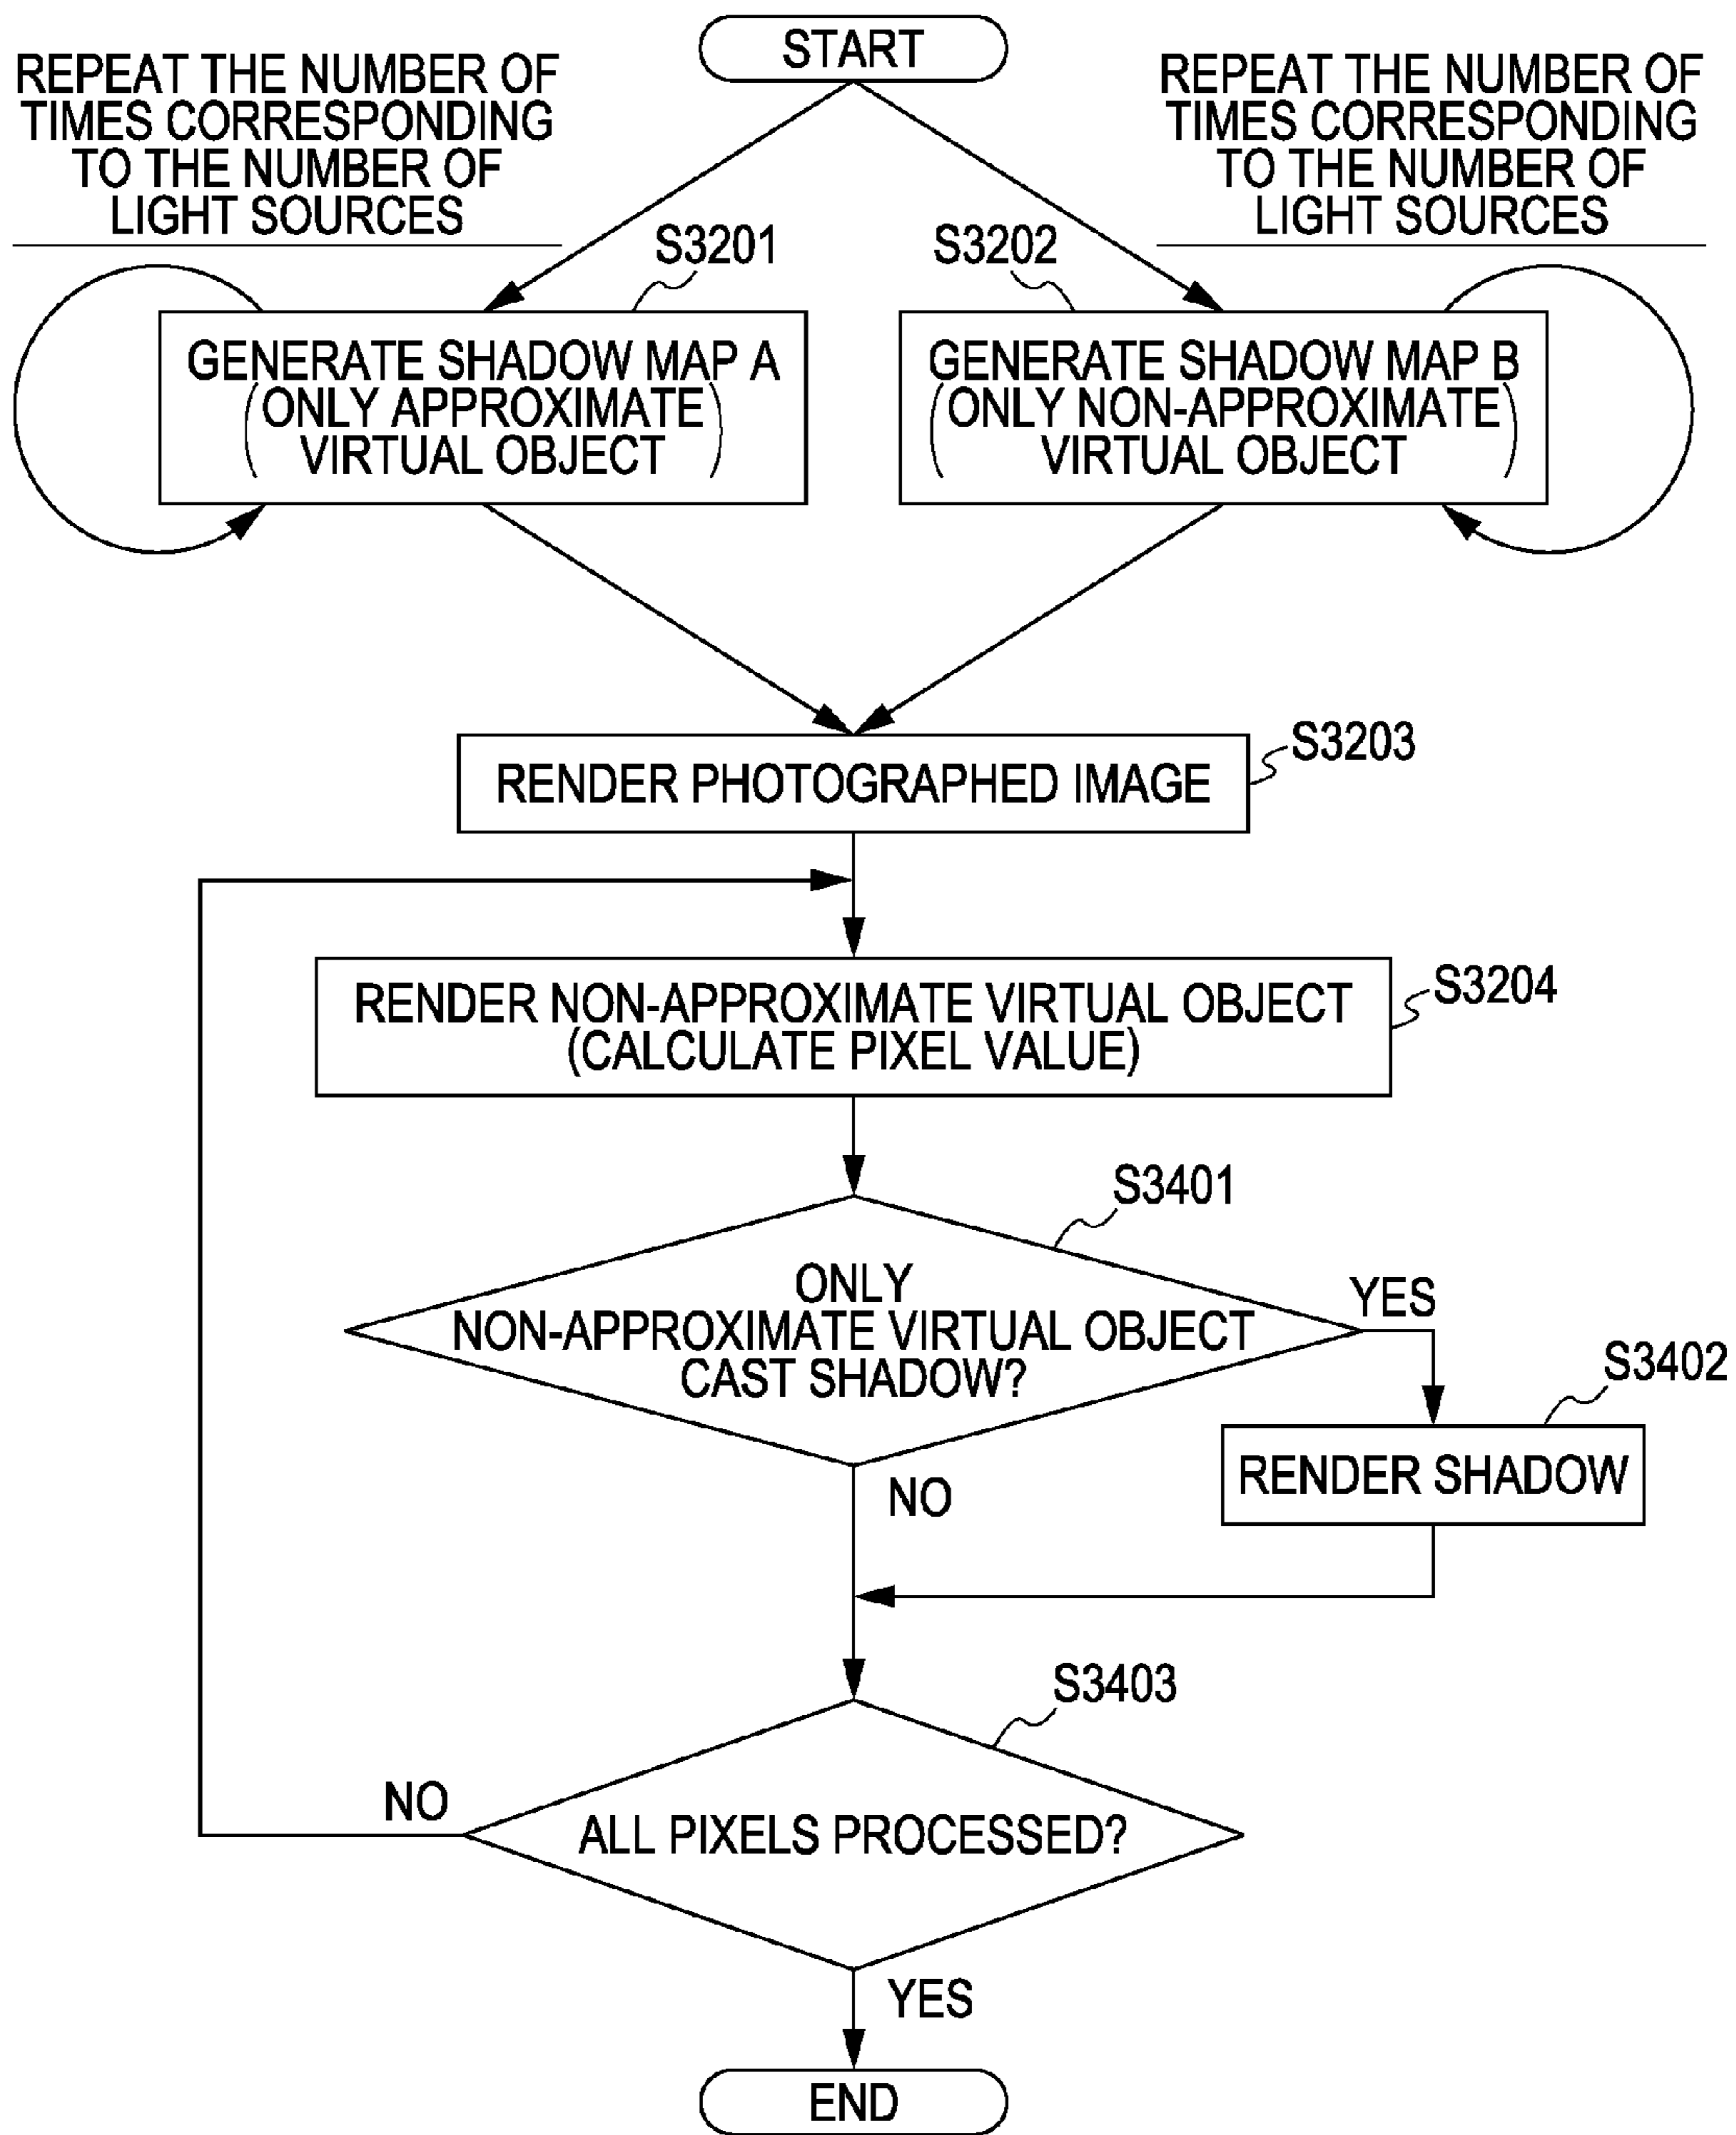 START
REPEAT THE NUMBER OF
TIMES CORRESPONDING
TO THE NUMBER OF
LIGHT SOURCES
REPEAT THE NUMBER OF
TIMES CORRESPONDING
TO THE NUMBER OF
LIGHT SOURCES
S3201
GENERATE SHADOW MAP A
(ONLY APPROXIMATE
VIRTUAL OBJECT)
S3202
GENERATE SHADOW MAP B
(ONLY NON-APPROXIMATE
VIRTUAL OBJECT)
S3203
RENDER PHOTOGRAPHED IMAGE
S3204
RENDER NON-APPROXIMATE VIRTUAL OBJECT
(CALCULATE PIXEL VALUE)
S3401
ONLY
NON-APPROXIMATE VIRTUAL OBJECT
CAST SHADOW?
YES
S3402
RENDER SHADOW
NO
S3403
NO
ALL PIXELS PROCESSED?
YES
END